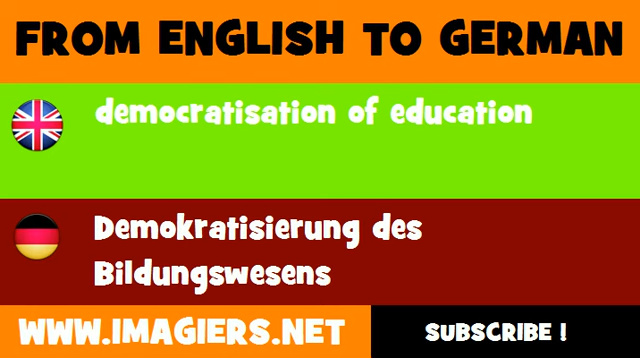 FROM ENGLISH TO GERMAN
democratisation of education
Demokratisierung des
Bildungswesens
WWW.IMAGIERS.NET
SUBSCRIBE !